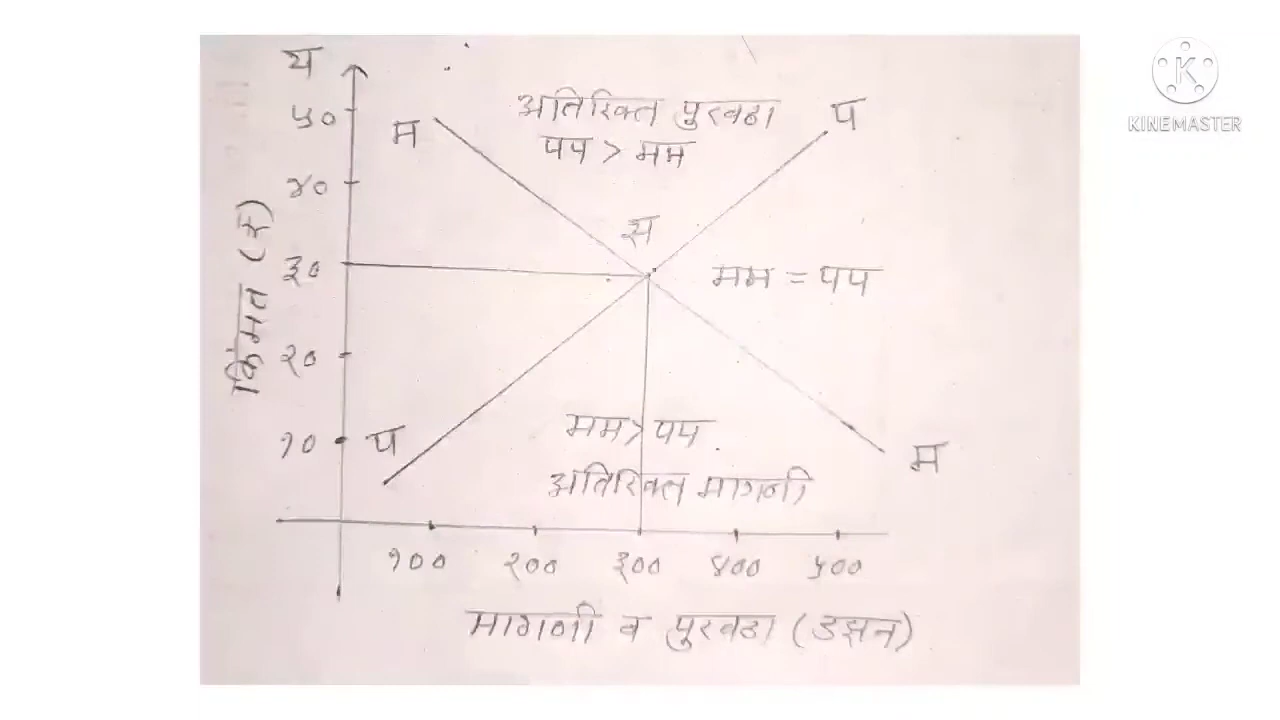 य
५०
म
अतिरिक्त पुरवठा
पप > मम
प
KINEMASTER
४०
स
किंमत (₹)
३०
मम = पप
२०
१०
प
मम > पप
म
अतिरिक्त मागणी
१०० २०० ३०० ४०० ५००
मागणी व पुरवठा (डझन)